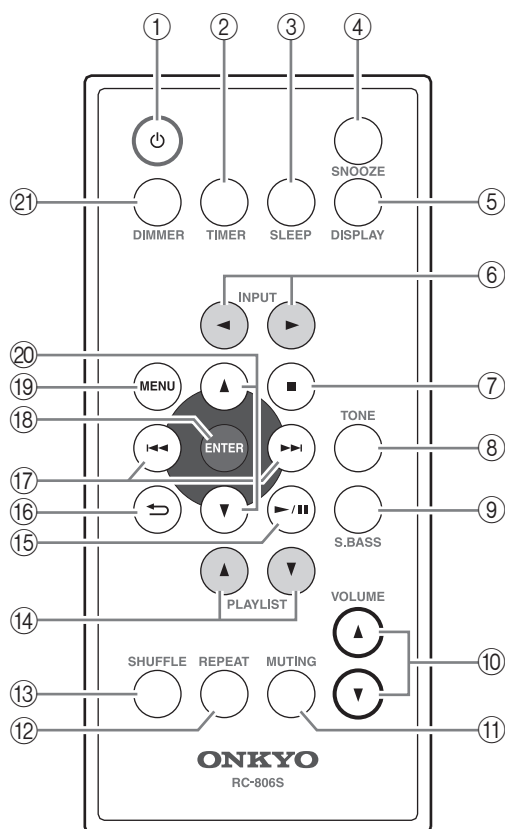 ① ② ③ ④
SNOOZE
㉑ ⑤
DIMMER TIMER SLEEP DISPLAY
⑥
INPUT
⑳
⑲ MENU ⑦
⑱ TONE
ENTER ⑧
⑰
⑯ ⑨
⑮ S.BASS
⑭ PLAYLIST VOLUME
⑩
SHUFFLE REPEAT MUTING
⑬
⑫ ⑪
ONKYO
RC-806S